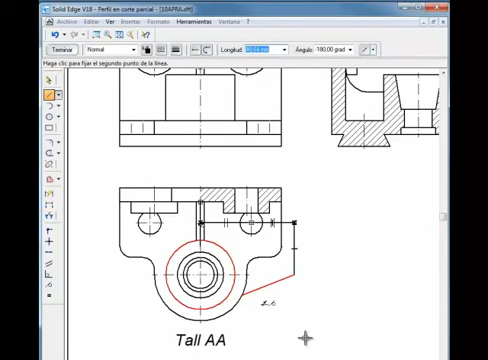 Solid Edge V18 - Perfil en corte parcial - [10APRA.dft]
Archivo Editar Ver Formato Herramientas Ventana ?
Terminar Normal Longitud: Ángulo: -180,00 grad
Haga clic para fijar el segundo punto de la línea.
Tall AA